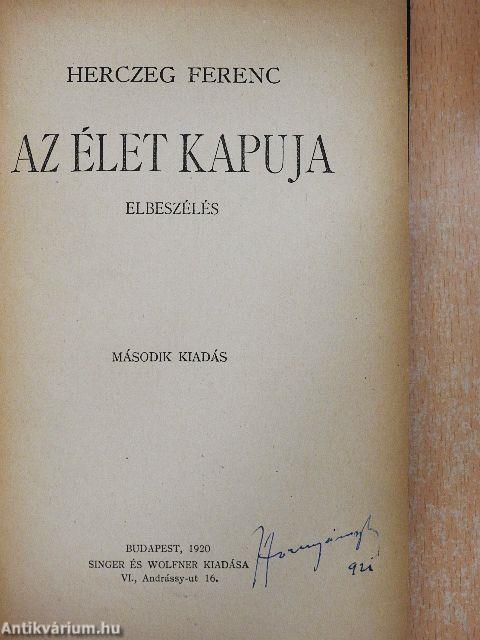 HERCZEG FERENC
AZ ÉLET KAPUJA
ELBESZÉLÉS
MÁSODIK KIADÁS
BUDAPEST, 1920
SINGER ÉS WOLFNER KIADÁSA
VI., Andrássy-ut 16.
Antikvárium.hu